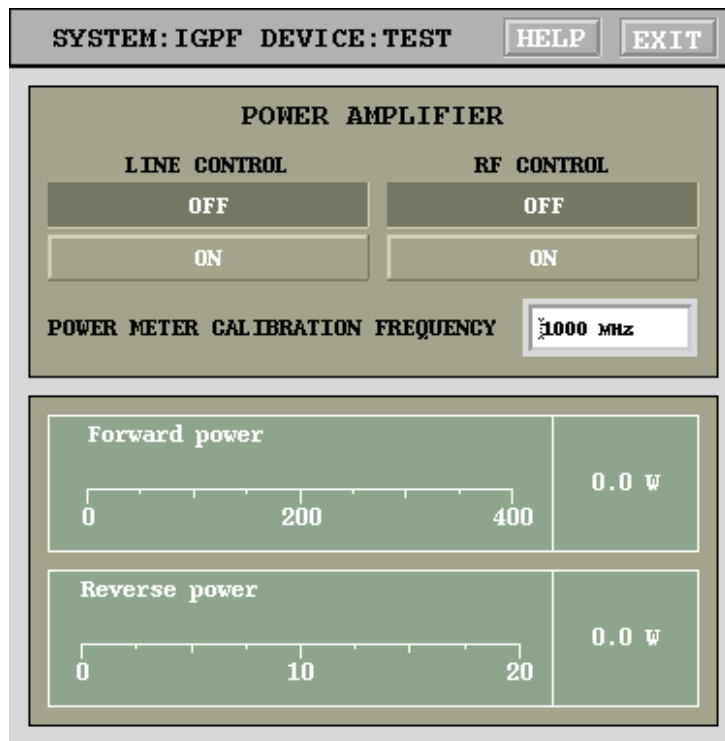 SYSTEM:IGPF DEVICE:TEST HELP EXIT
POWER AMPLIFIER
LINE CONTROL RF CONTROL
OFF OFF
ON ON
POWER METER CALIBRATION FREQUENCY 1000 MHz
Forward power
0.0 W
0 200 400
Reverse power
0.0 W
0 10 20